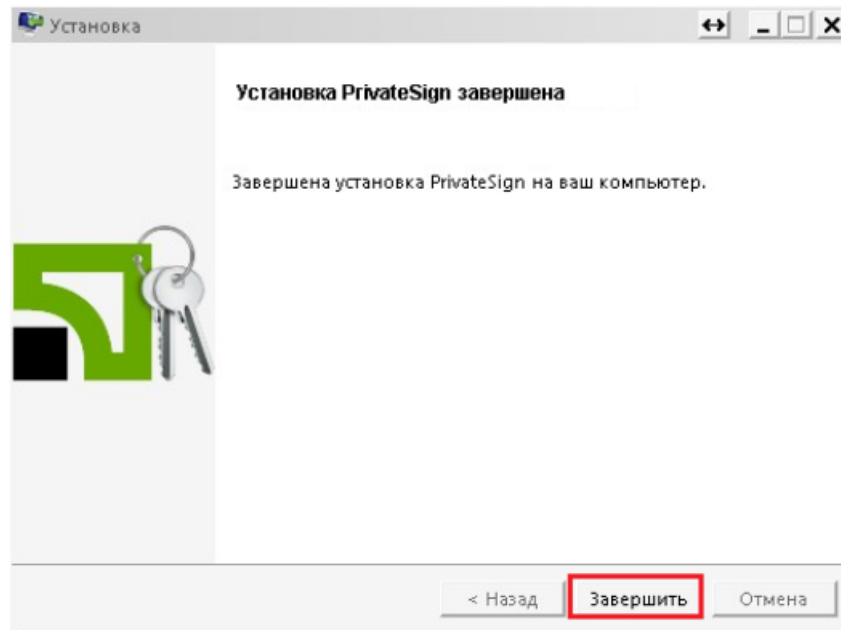 Установка
Установка PrivateSign завершена
Завершена установка PrivateSign на ваш компьютер.
< Назад
Завершить
Отмена